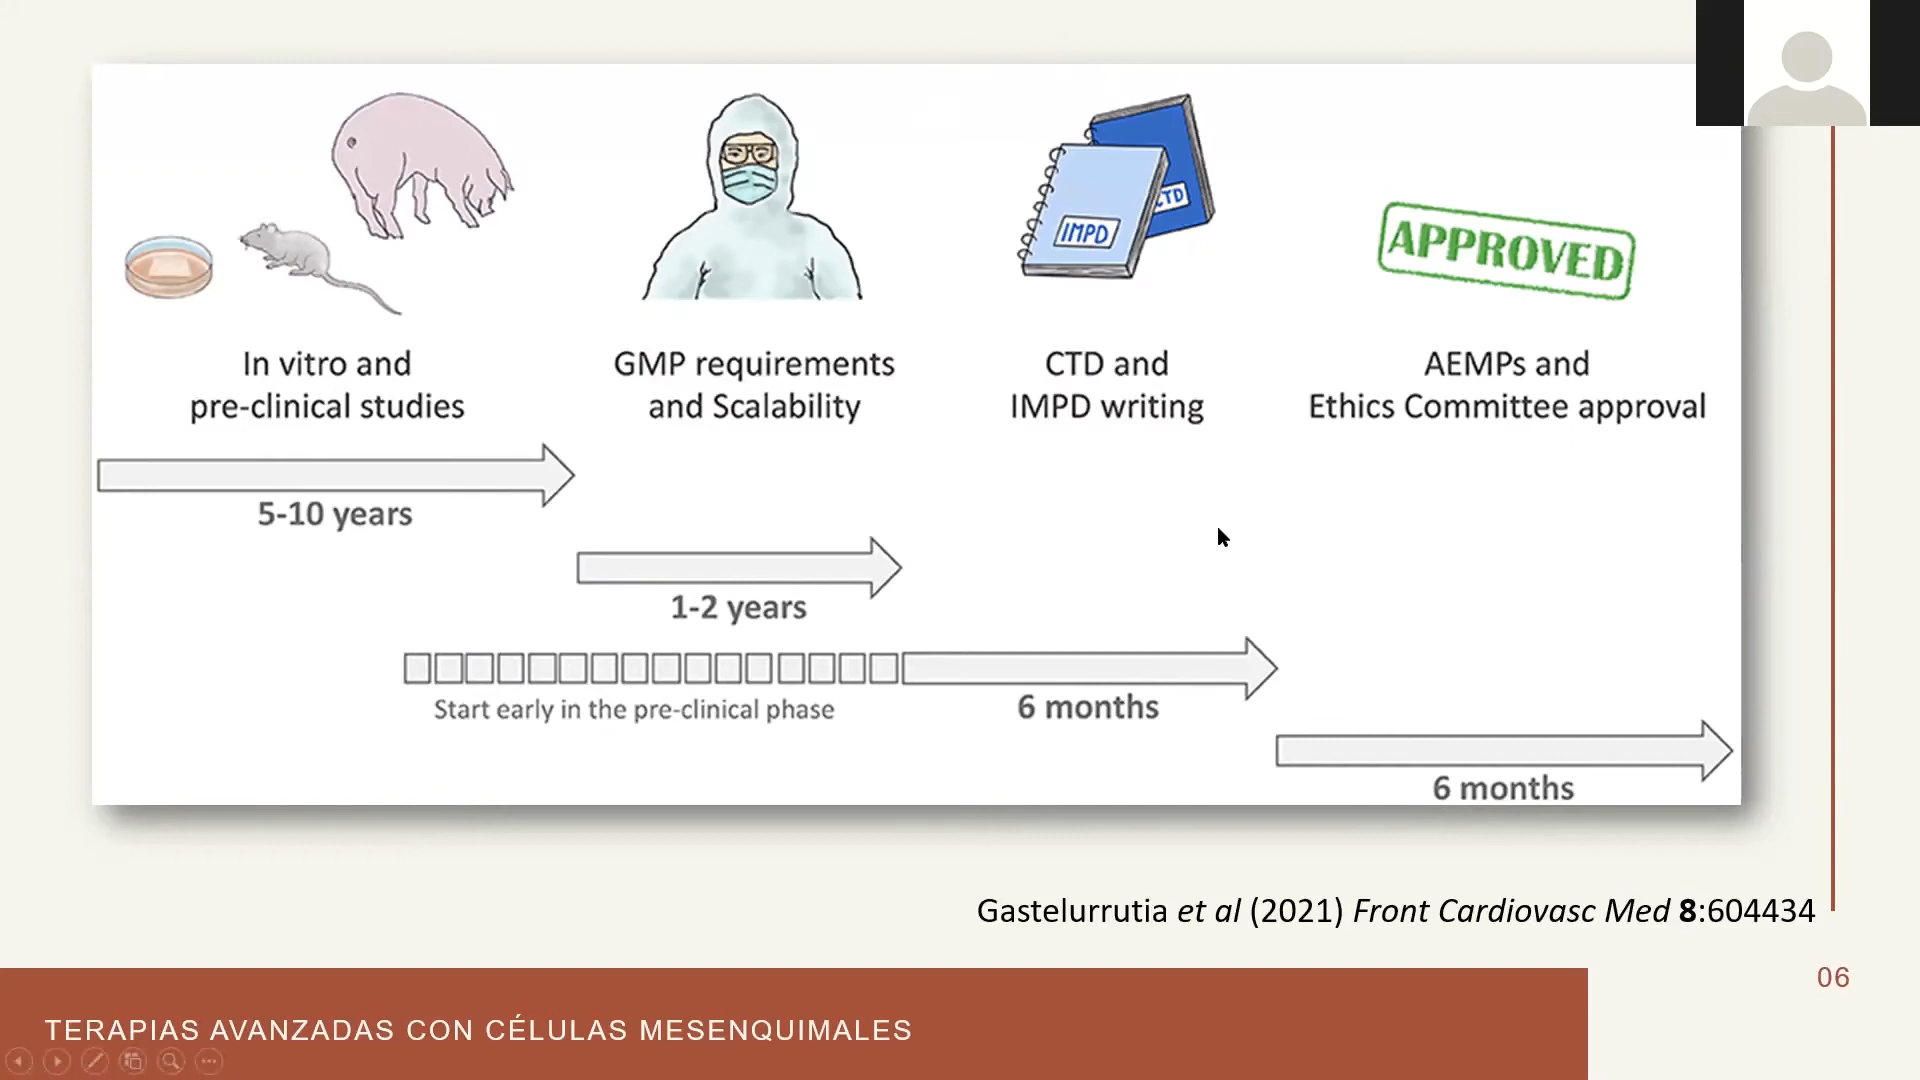 IMPD
CTD
APPROVED
In vitro and
pre-clinical studies
GMP requirements
and Scalability
CTD and
IMPD writing
AEMPs and
Ethics Committee approval
5-10 years
1-2 years
Start early in the pre-clinical phase
6 months
6 months
Gastelurrutia et al (2021) Front Cardiovasc Med 8:604434
06
TERAPIAS AVANZADAS CON CÉLULAS MESENQUIMALES